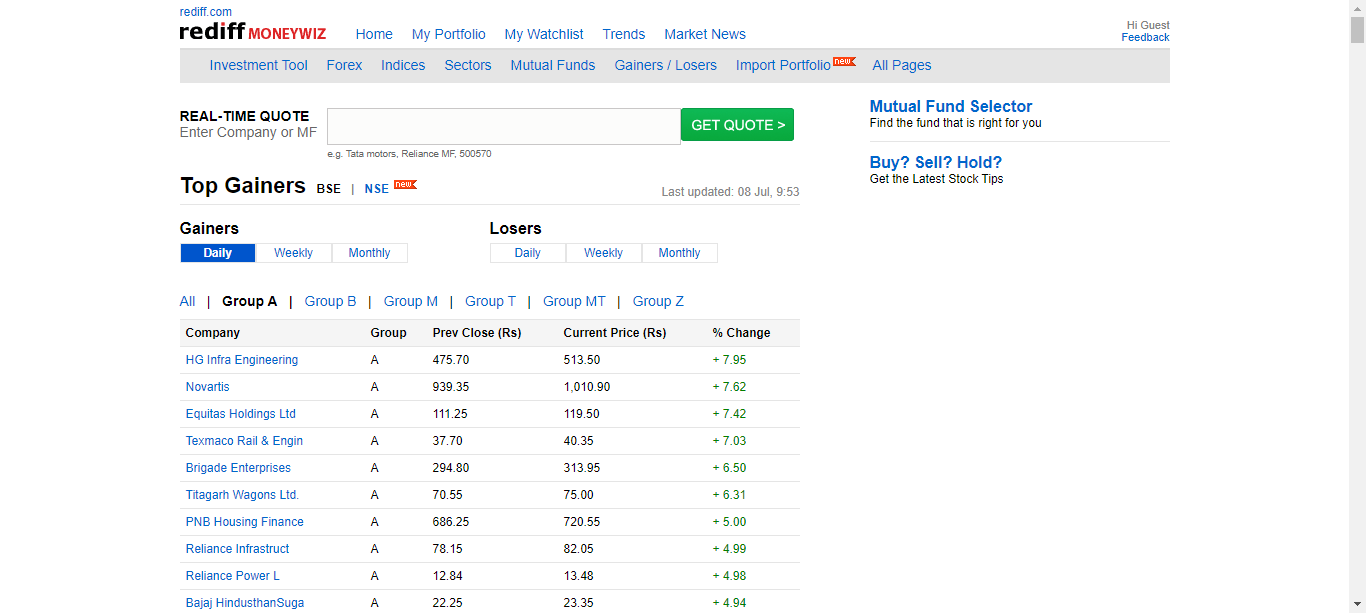 rediff.com
rediff MONEYWIZ Home My Portfolio My Watchlist Trends Market News
Hi Guest
Feedback
Investment Tool Forex Indices Sectors Mutual Funds Gainers / Losers Import Portfolio new All Pages
REAL-TIME QUOTE
Enter Company or MF
GET QUOTE >
e.g. Tata motors, Reliance MF, 500570
Mutual Fund Selector
Find the fund that is right for you
Buy? Sell? Hold?
Get the Latest Stock Tips
Top Gainers BSE | NSE new Last updated: 08 Jul, 9:53
Gainers
Daily Weekly Monthly
Losers
Daily Weekly Monthly
All | Group A | Group B | Group M | Group T | Group MT | Group Z
Company Group Prev Close (Rs) Current Price (Rs) % Change
HG Infra Engineering A 475.70 513.50 + 7.95
Novartis A 939.35 1,010.90 + 7.62
Equitas Holdings Ltd A 111.25 119.50 + 7.42
Texmaco Rail & Engin A 37.70 40.35 + 7.03
Brigade Enterprises A 294.80 313.95 + 6.50
Titagarh Wagons Ltd. A 70.55 75.00 + 6.31
PNB Housing Finance A 686.25 720.55 + 5.00
Reliance Infrastruct A 78.15 82.05 + 4.99
Reliance Power L A 12.84 13.48 + 4.98
Bajaj HindusthanSuga A 22.25 23.35 + 4.94